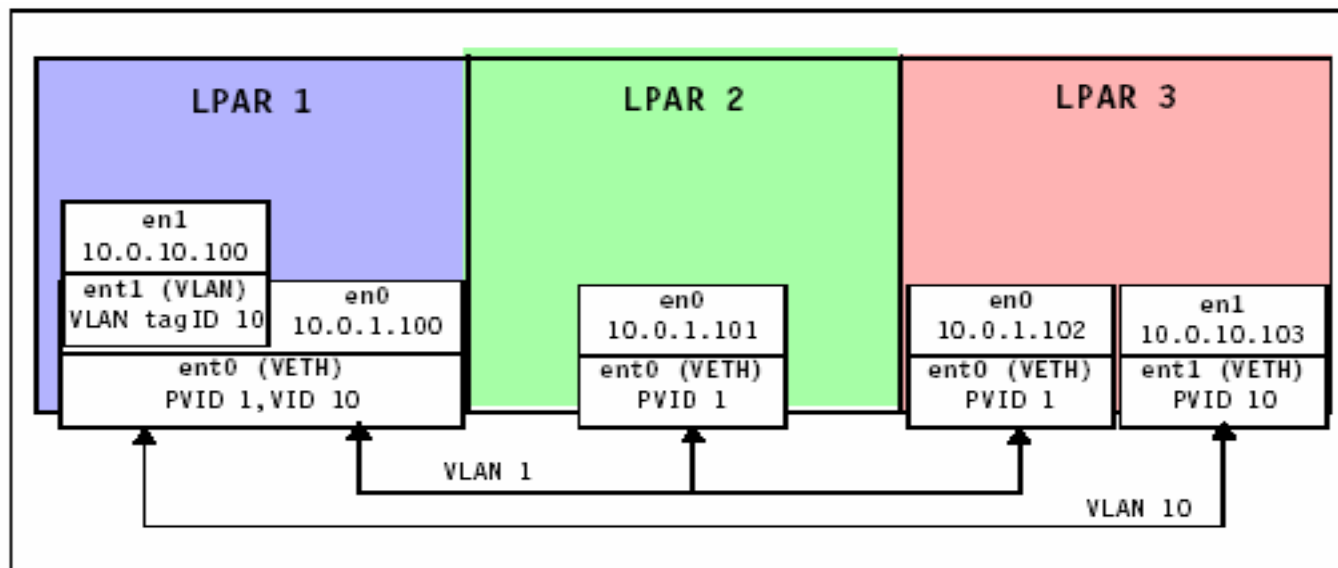 LPAR 1
LPAR 2
LPAR 3
en1
10.0.10.100
ent1 (VLAN)
VLAN tagID 10
en0
10.0.1.100
ent0 (VETH)
PVID 1,VID 10
en0
10.0.1.101
ent0 (VETH)
PVID 1
en0
10.0.1.102
ent0 (VETH)
PVID 1
en1
10.0.10.103
ent1 (VETH)
PVID 10
VLAN 1
VLAN 10